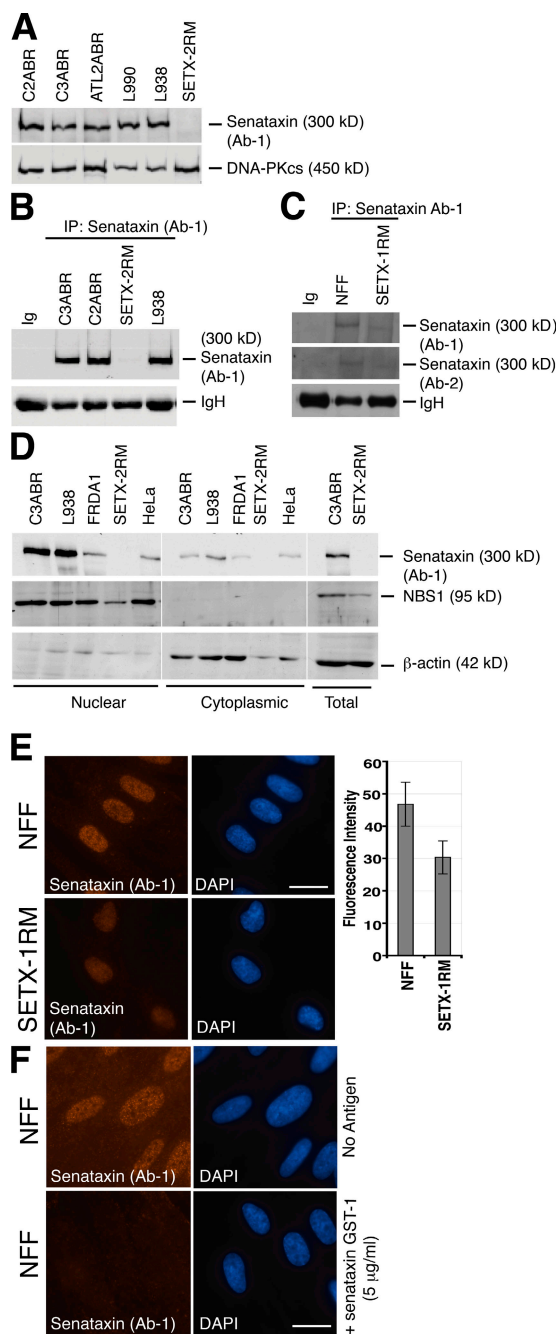 A
C2ABR
C3ABR
ATL2ABR
L990
L938
SETX-2RM
Senataxin (300 kD)
(Ab-1)
DNA-PKcs (450 kD)
B
IP: Senataxin (Ab-1)
Ig
C3ABR
C2ABR
SETX-2RM
L938
(300 kD)
Senataxin
(Ab-1)
IgH
C
IP: Senataxin Ab-1
Ig
NFF
SETX-1RM
Senataxin (300 kD)
(Ab-1)
Senataxin (300 kD)
(Ab-2)
IgH
D
C3ABR
L938
FRDA1
SETX-2RM
HeLa
C3ABR
L938
FRDA1
SETX-2RM
HeLa
C3ABR
SETX-2RM
Senataxin (300 kD)
(Ab-1)
NBS1 (95 kD)
β-actin (42 kD)
Nuclear
Cytoplasmic
Total
E
NFF
Senataxin (Ab-1)
DAPI
SETX-1RM
Senataxin
(Ab-1)
DAPI
Fluorescence Intensity
60
50
40
30
20
10
0
NFF
SETX-1RM
F
NFF
Senataxin (Ab-1)
DAPI
No Antigen
NFF
Senataxin (Ab-1)
DAPI
+ senataxin GST-1
(5 µg/ml)